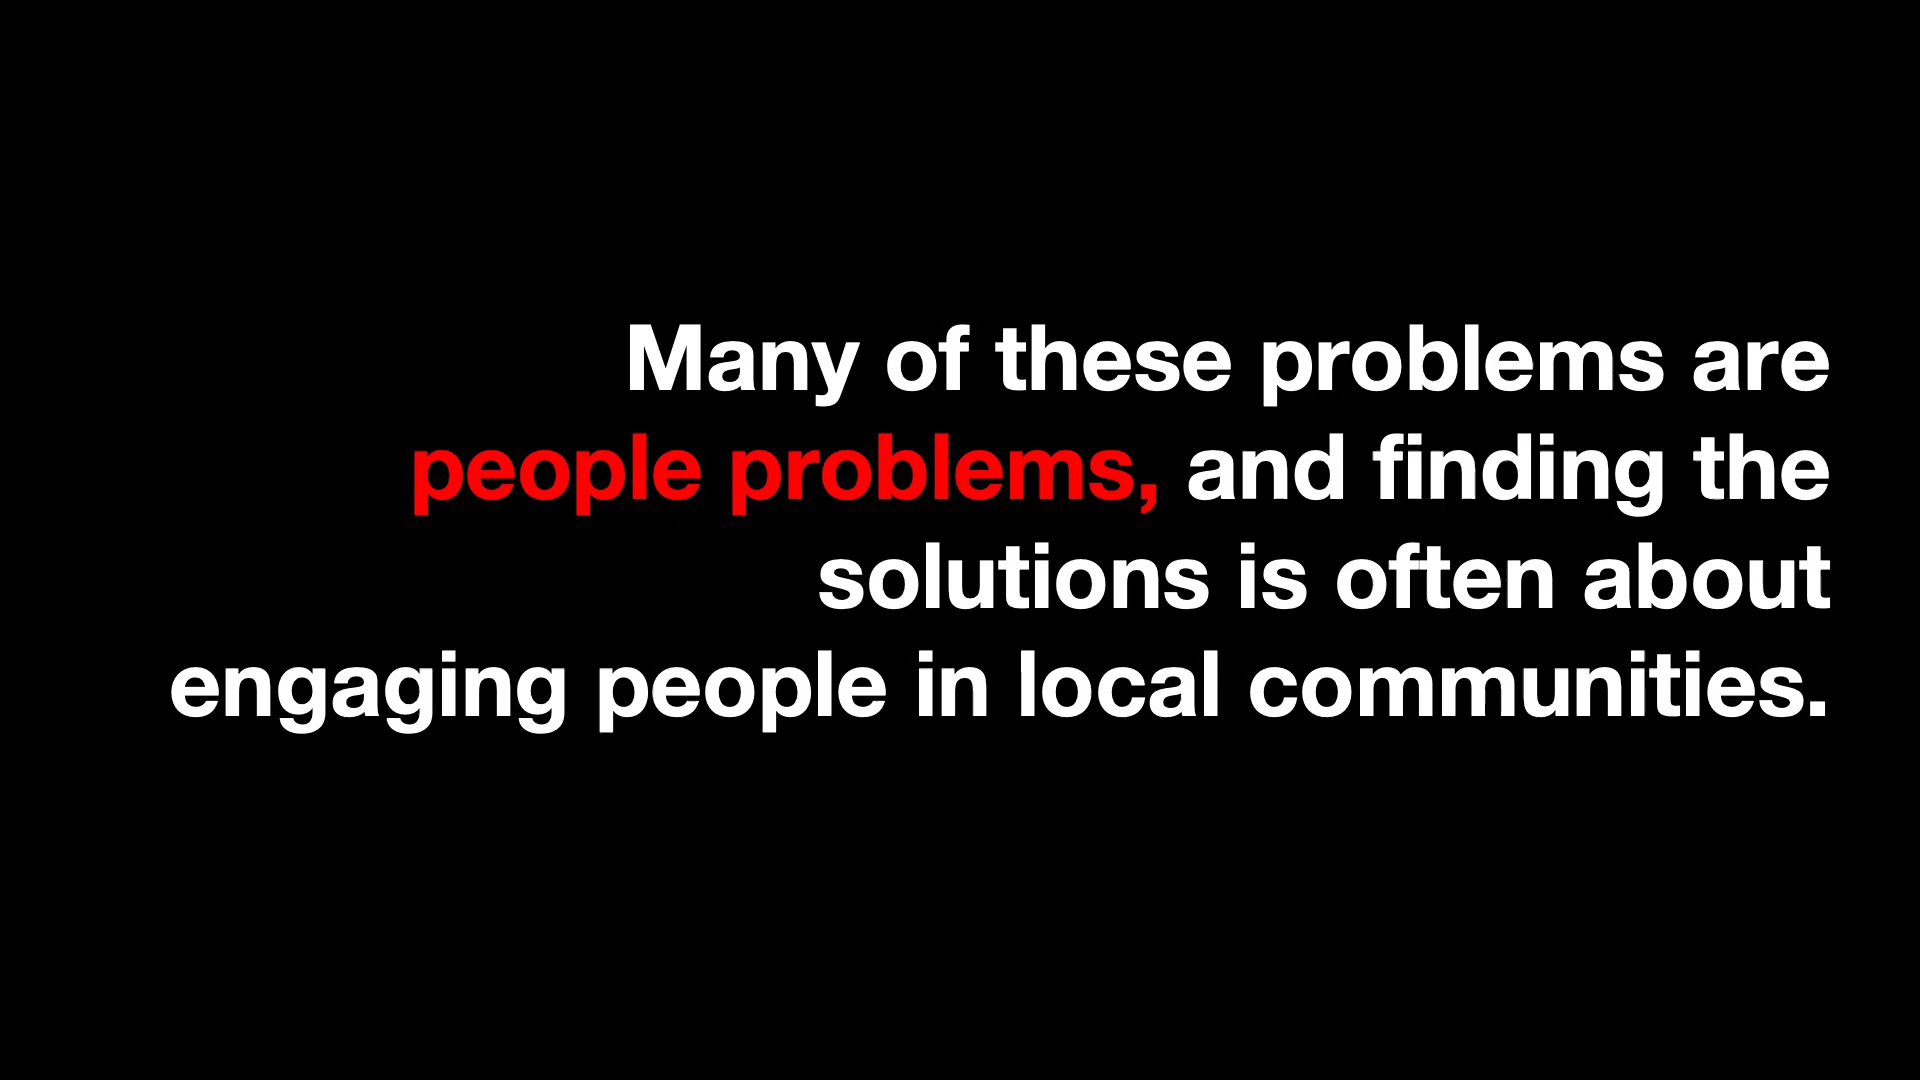 Many of these problems are
people problems, and finding the
solutions is often about
engaging people in local communities.